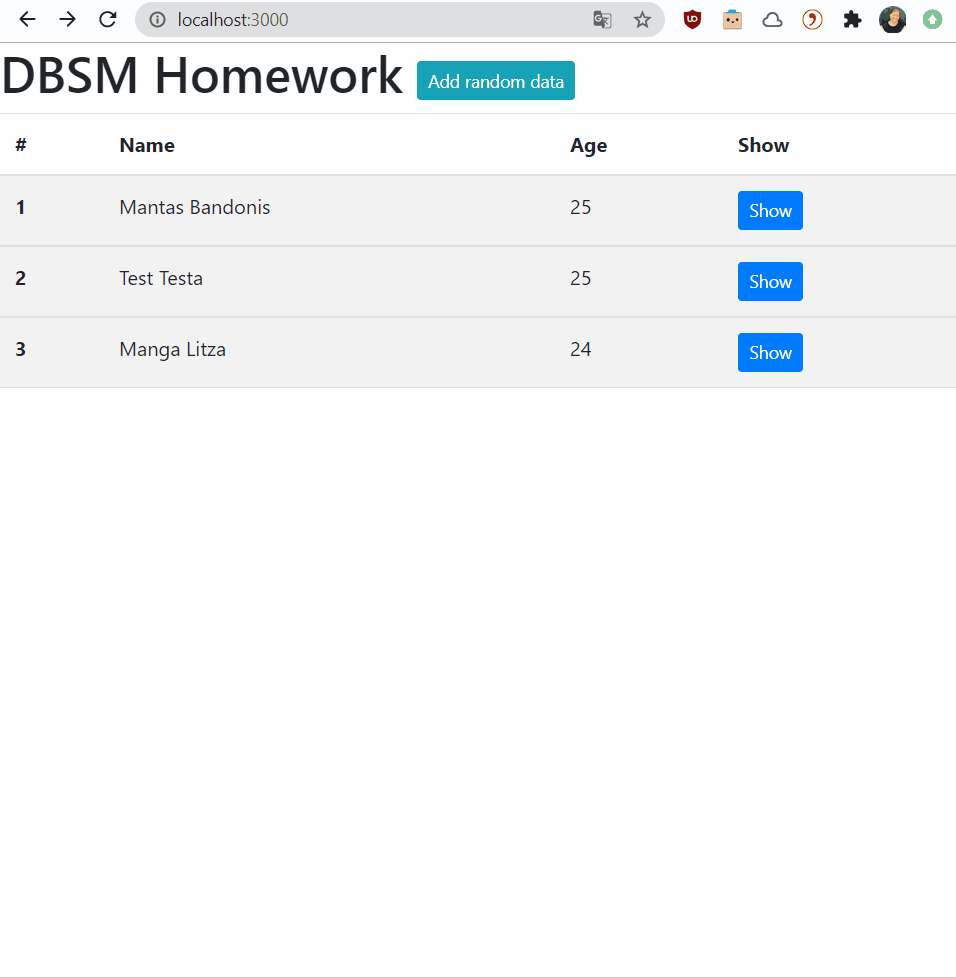 localhost:3000
DBSM Homework Add random data
# Name Age Show
1 Mantas Bandonis 25 Show
2 Test Testa 25 Show
3 Manga Litza 24 Show